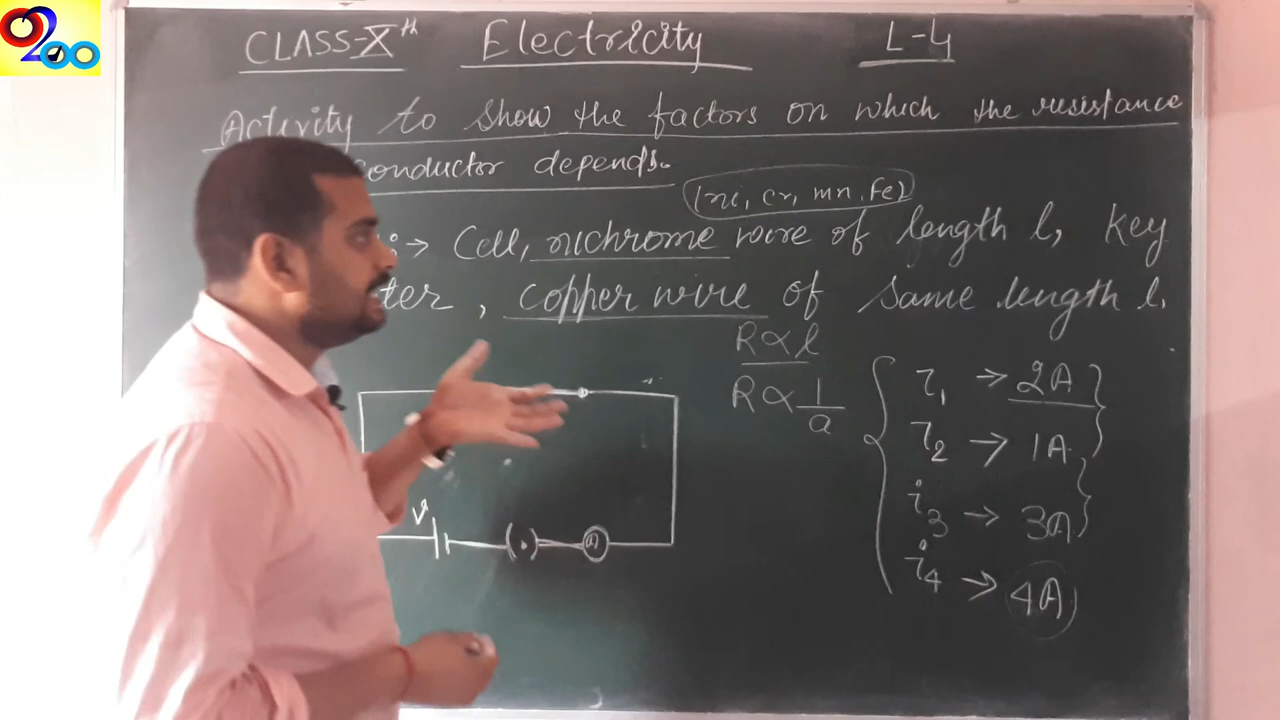 0200
CLASS-Xth Electricity L-4
Activity to show the factors on which the resistance
conductor depends.
(ni, cr, mn, Fe)
:→ Cell, nichrome wire of length l, Key
ter, copper wire of same length l.
R∝l
R∝1/a
I1 → 2A
I2 → 1A
i3 → 3A
i4 → 4A
V
( . )
A